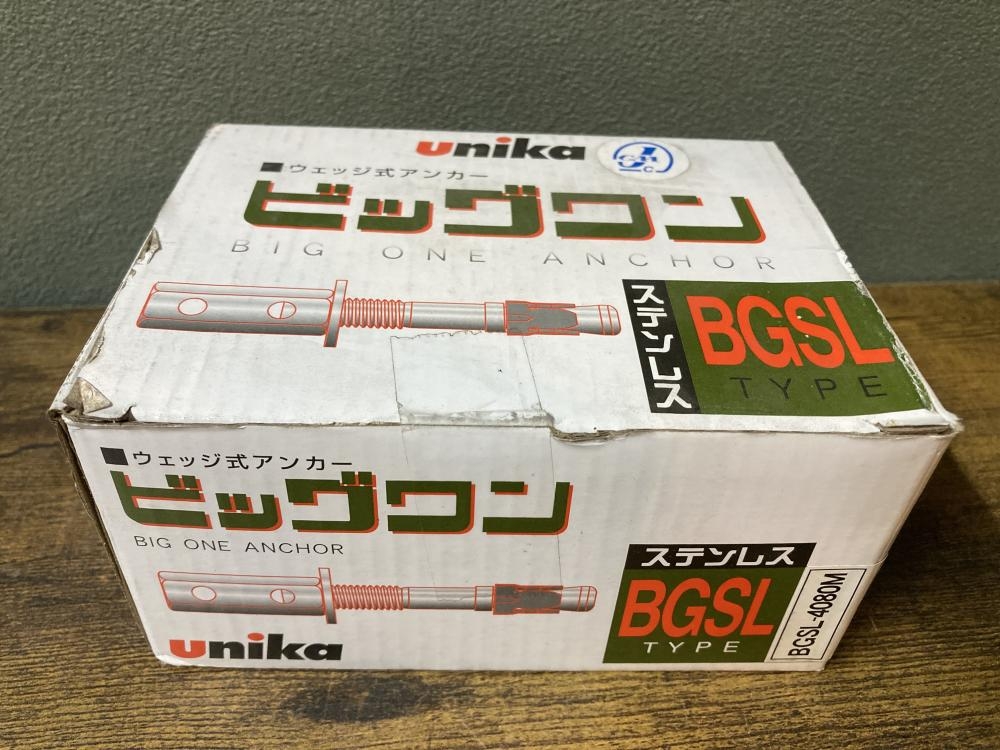 unika
■ウェッジ式アンカー
ビッグワン
BIG ONE ANCHOR
ステンレス
BGSL
TYPE
■ウェッジ式アンカー
ビッグワン
BIG ONE ANCHOR
unika
ステンレス
BGSL
TYPE
BGSL-4080M